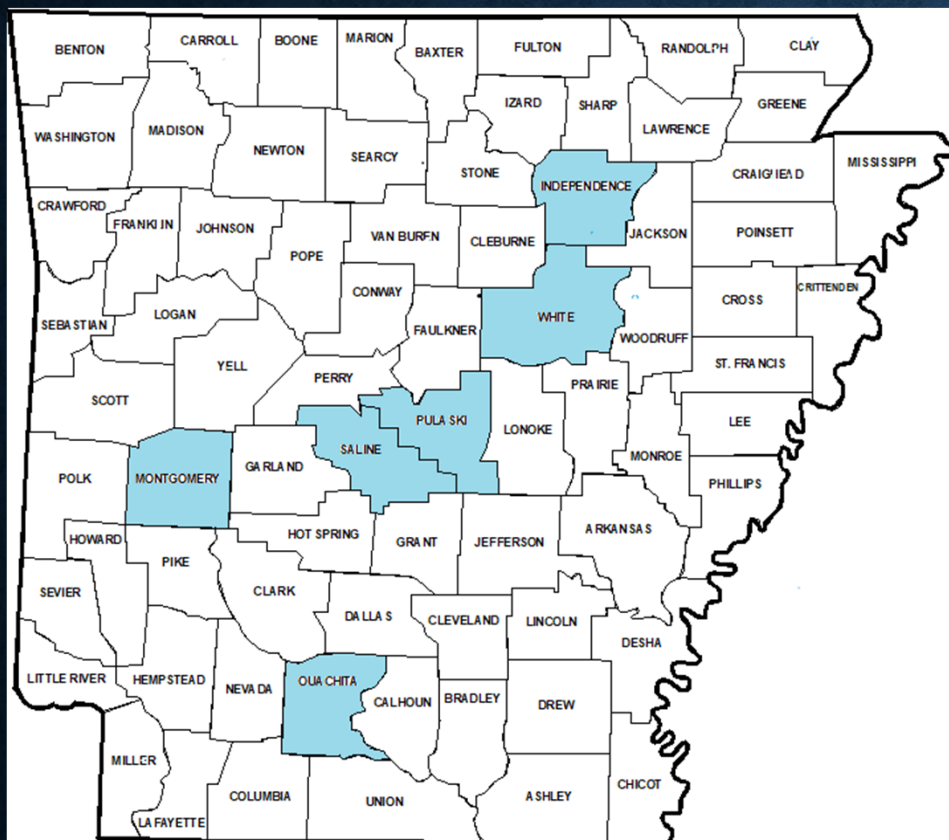 BENTON
CARROLL
BOONE
MARION
BAXTER
FULTON
RANDOLPH
CLAY
IZARD
SHARP
GREENE
WASHINGTON
MADISON
NEWTON
SEARCY
STONE
LAWRENCE
INDEPENDENCE
CRAIGHEAD
MISSISSIPPI
CRAWFORD
FRANKLIN
JOHNSON
POPE
VAN BUREN
CLEBURNE
JACKSON
POINSETT
SEBASTIAN
LOGAN
CONWAY
FAULKNER
WHITE
WOODRUFF
CROSS
CRITTENDEN
SCOTT
YELL
PERRY
PRAIRIE
ST. FRANCIS
POLK
MONTGOMERY
GARLAND
SALINE
PULASKI
LONOKE
MONROE
LEE
PHILLIPS
HOWARD
PIKE
HOT SPRING
GRANT
JEFFERSON
ARKANSAS
SEVIER
CLARK
DALLAS
CLEVELAND
LINCOLN
DESHA
LITTLE RIVER
HEMPSTEAD
NEVADA
OUACHITA
CALHOUN
BRADLEY
DREW
MILLER
LAFAYETTE
COLUMBIA
UNION
ASHLEY
CHICOT